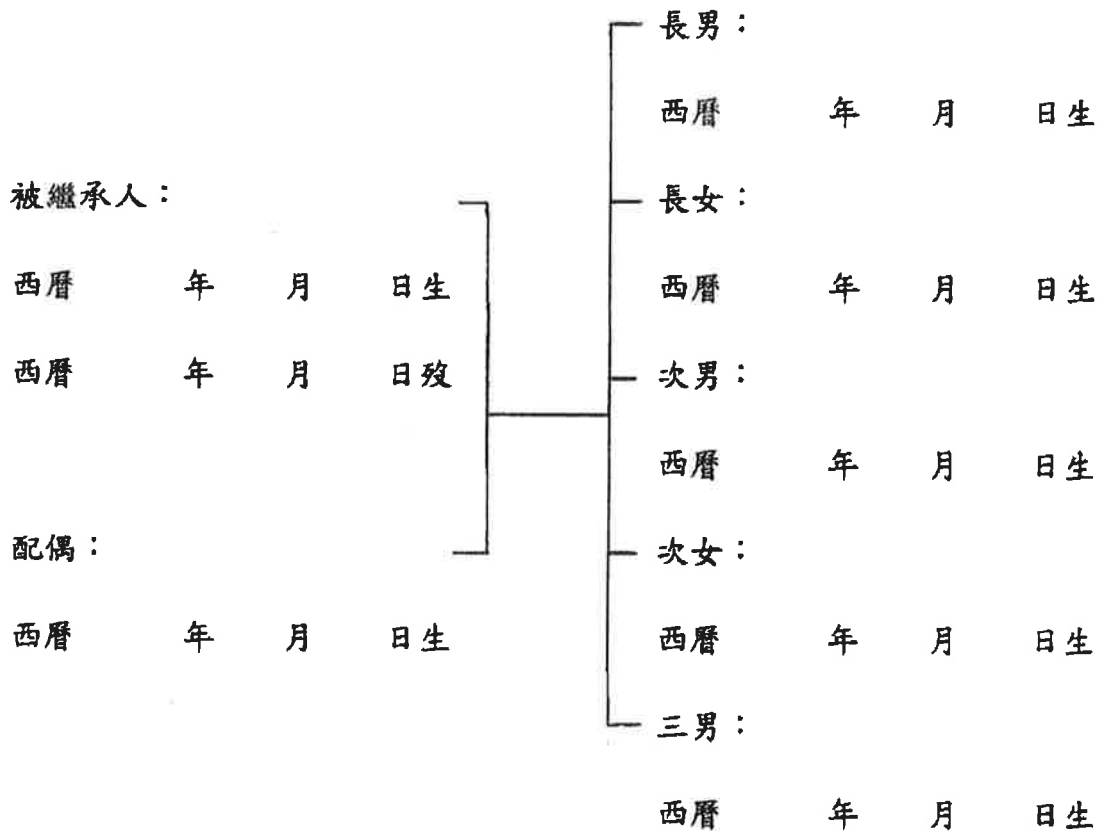 被繼承人：
西曆 年 月 日生
西曆 年 月 日歿
配偶：
西曆 年 月 日生
長男：
西曆 年 月 日生
長女：
西曆 年 月 日生
次男：
西曆 年 月 日生
次女：
西曆 年 月 日生
三男：
西曆 年 月 日生